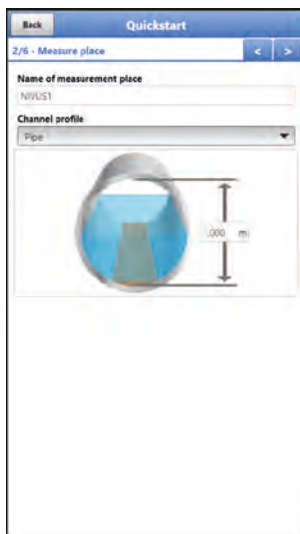 Back
Quickstart
2/6 - Measure place
< >
Name of measurement place
NIVUS1
Channel profile
Pipe
.000 m